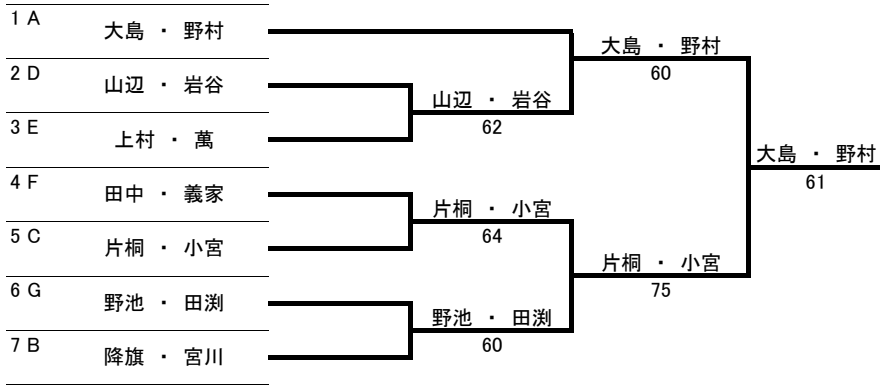 1 A
大島 ・ 野村
大島 ・ 野村
60
2 D
山辺 ・ 岩谷
山辺 ・ 岩谷
62
3 E
上村 ・ 萬
大島 ・ 野村
61
4 F
田中 ・ 義家
片桐 ・ 小宮
64
5 C
片桐 ・ 小宮
片桐 ・ 小宮
75
6 G
野池 ・ 田渕
野池 ・ 田渕
60
7 B
降旗 ・ 宮川